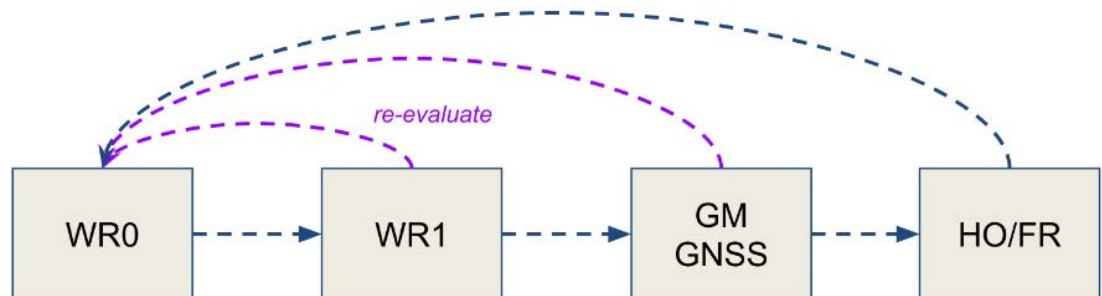 re-evaluate
WR0
WR1
GM
GNSS
HO/FR